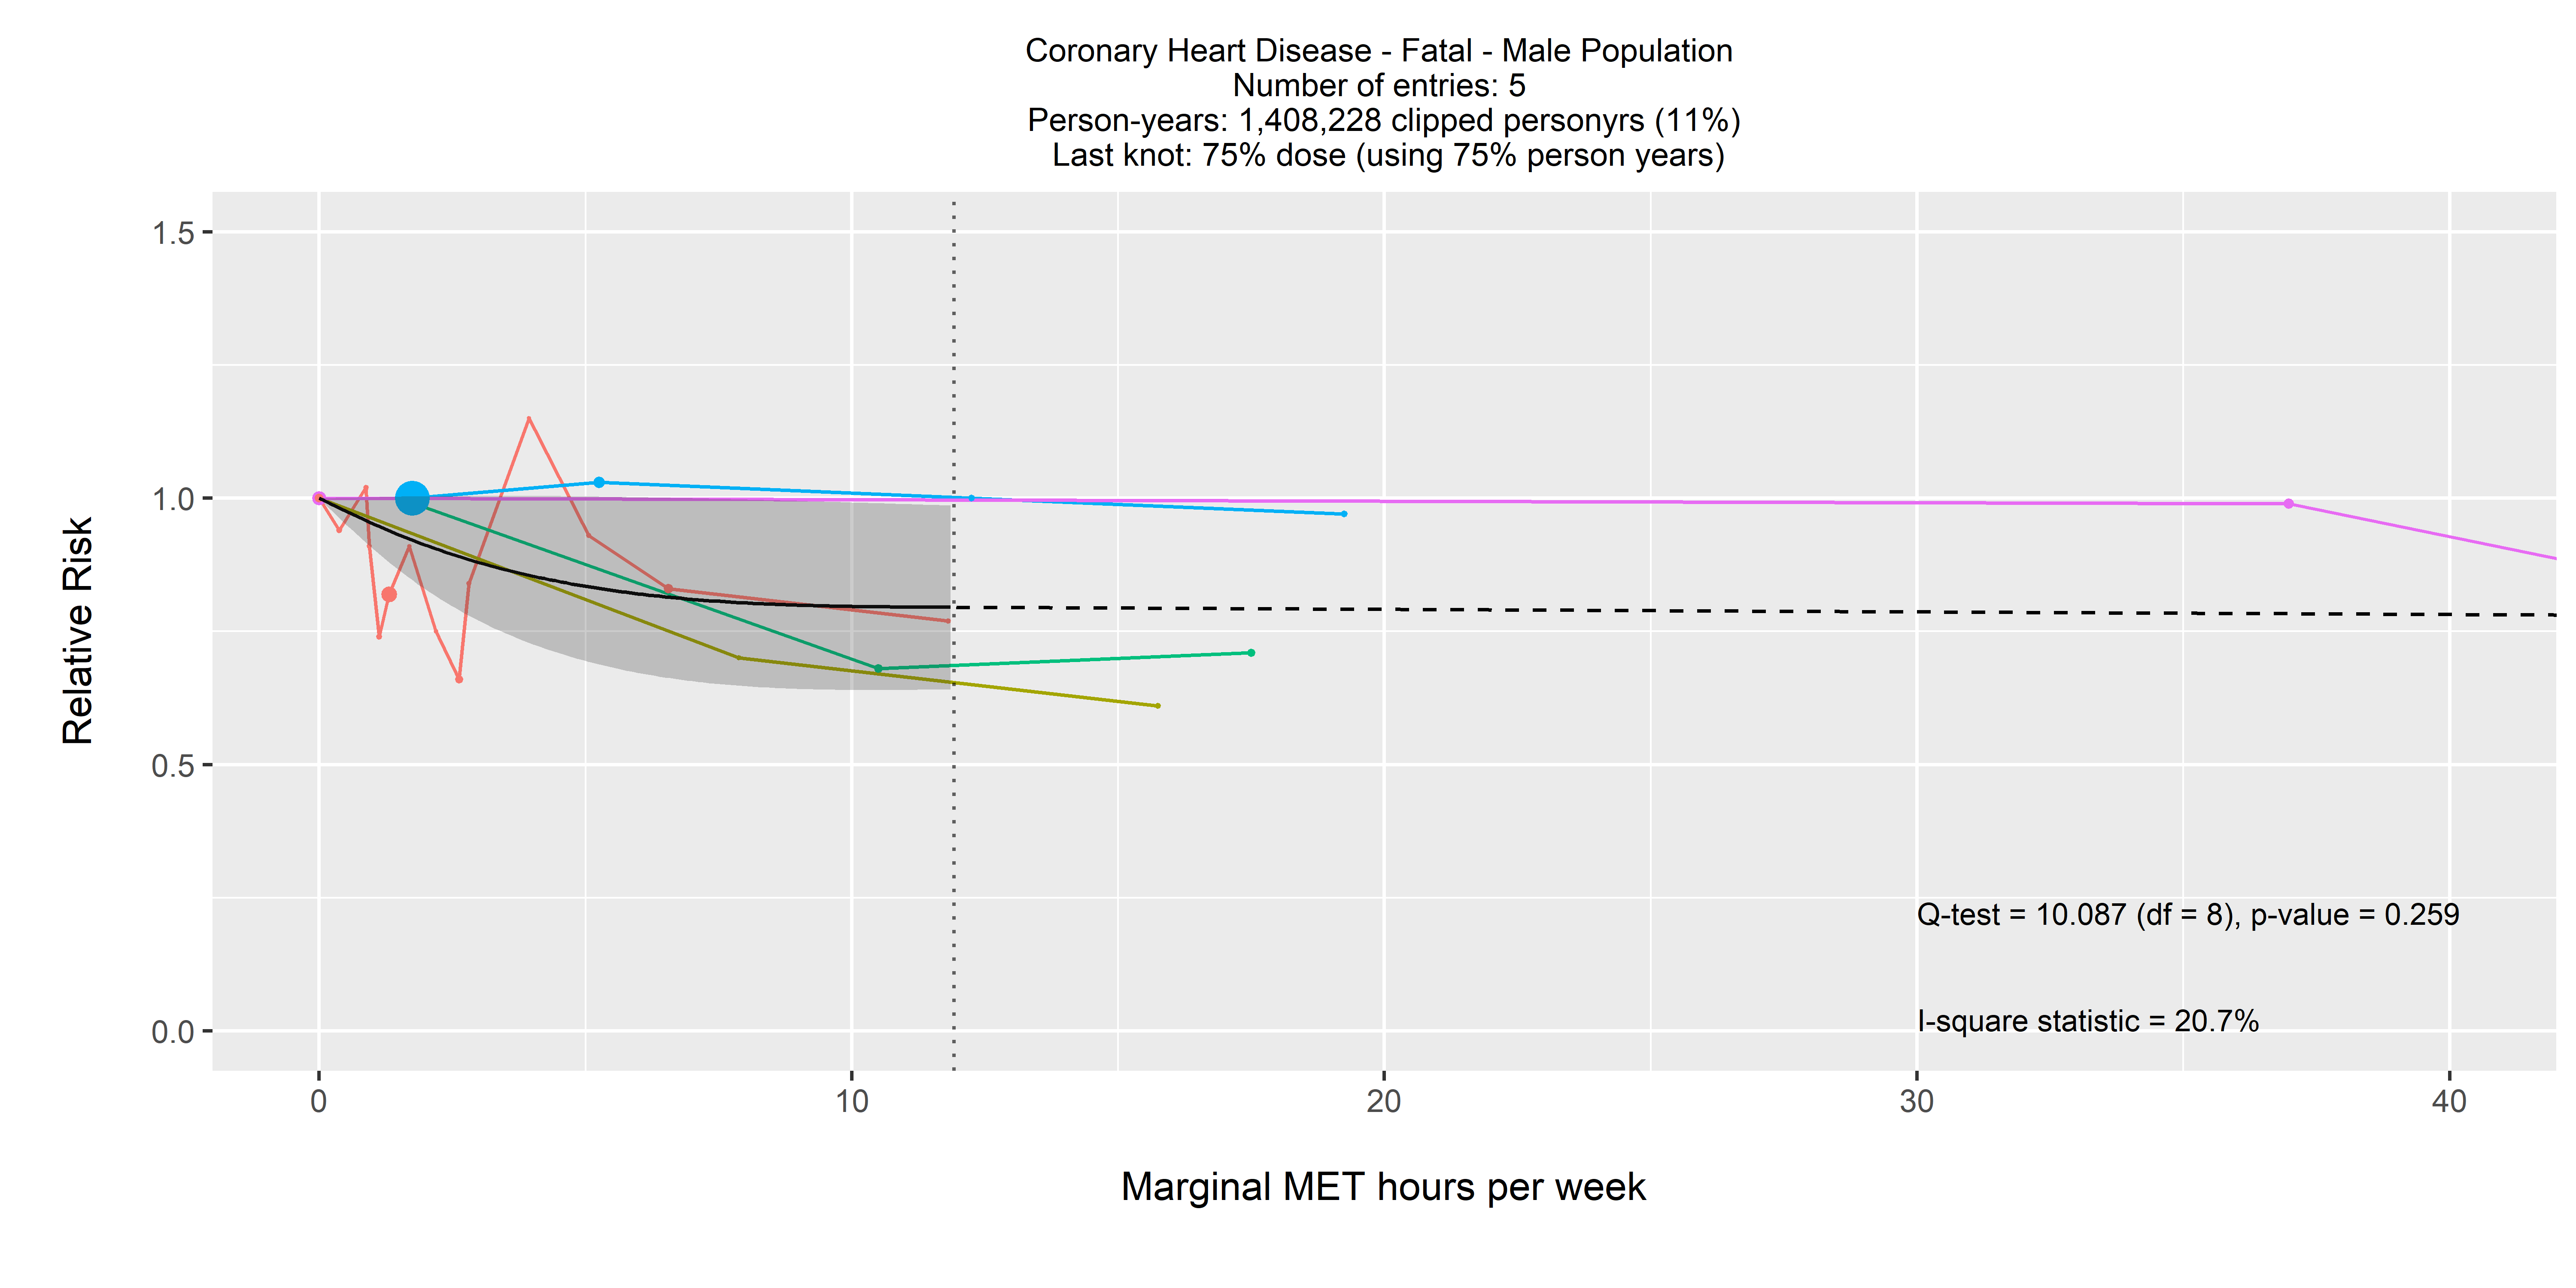 Coronary Heart Disease - Fatal - Male Population
Number of entries: 5
Person-years: 1,408,228 clipped personyrs (11%)
Last knot: 75% dose (using 75% person years)
1.5
1.0
0.5
0.0
Relative Risk
Q-test = 10.087 (df = 8), p-value = 0.259
I-square statistic = 20.7%
0 10 20 30 40
Marginal MET hours per week